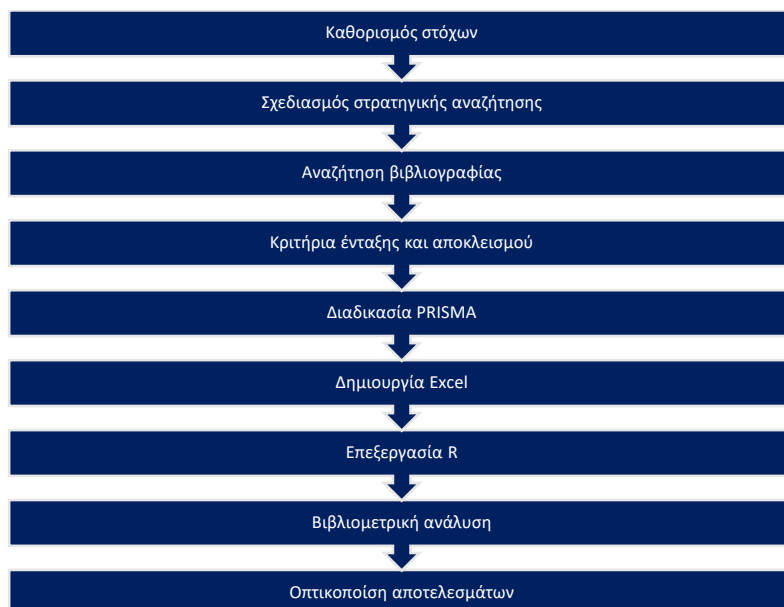 Καθορισμός στόχων
Σχεδιασμός στρατηγικής αναζήτησης
Αναζήτηση βιβλιογραφίας
Κριτήρια ένταξης και αποκλεισμού
Διαδικασία PRISMA
Δημιουργία Excel
Επεξεργασία R
Βιβλιομετρική ανάλυση
Οπτικοποίση αποτελεσμάτων